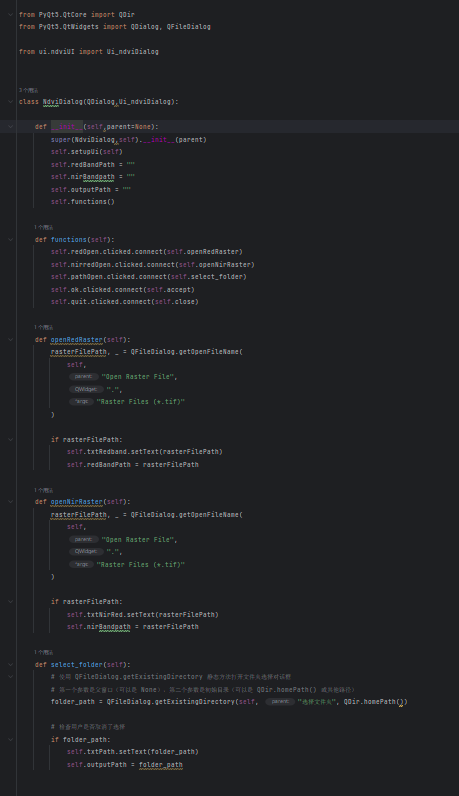 from PyQt5.QtCore import QDir
from PyQt5.QtWidgets import QDialog, QFileDialog
from ui.ndviUI import Ui_ndviDialog
2个用法
class NdviDialog(QDialog,Ui_ndviDialog):
def __init__(self,parent=None):
super(NdviDialog,self).__init__(parent)
self.setupUi(self)
self.redBandPath = ""
self.nirBandpath = ""
self.outputPath = ""
self.functions()
1个用法
def functions(self):
self.redOpen.clicked.connect(self.openRedRaster)
self.nirredOpen.clicked.connect(self.openNirRaster)
self.pathOpen.clicked.connect(self.select_folder)
self.ok.clicked.connect(self.accept)
self.quit.clicked.connect(self.close)
1个用法
def openRedRaster(self):
rasterFilePath, _ = QFileDialog.getOpenFileName(
self,
parent: "Open Raster File",
QWidget: ".",
*args: "Raster Files (*.tif)"
)
if rasterFilePath:
self.txtRedband.setText(rasterFilePath)
self.redBandPath = rasterFilePath
1个用法
def openNirRaster(self):
rasterFilePath, _ = QFileDialog.getOpenFileName(
self,
parent: "Open Raster File",
QWidget: ".",
*args: "Raster Files (*.tif)"
)
if rasterFilePath:
self.txtNirRed.setText(rasterFilePath)
self.nirBandpath = rasterFilePath
1个用法
def select_folder(self):
# 使用 QFileDialog.getExistingDirectory 静态方法打开文件夹选择对话框
# 第一个参数是父窗口（可以是 None），第二个参数是初始目录（可以是 QDir.homePath() 或其他路径）
folder_path = QFileDialog.getExistingDirectory(self, parent: "选择文件夹", QDir.homePath())
# 检查用户是否取消了选择
if folder_path:
self.txtPath.setText(folder_path)
self.outputPath = folder_path